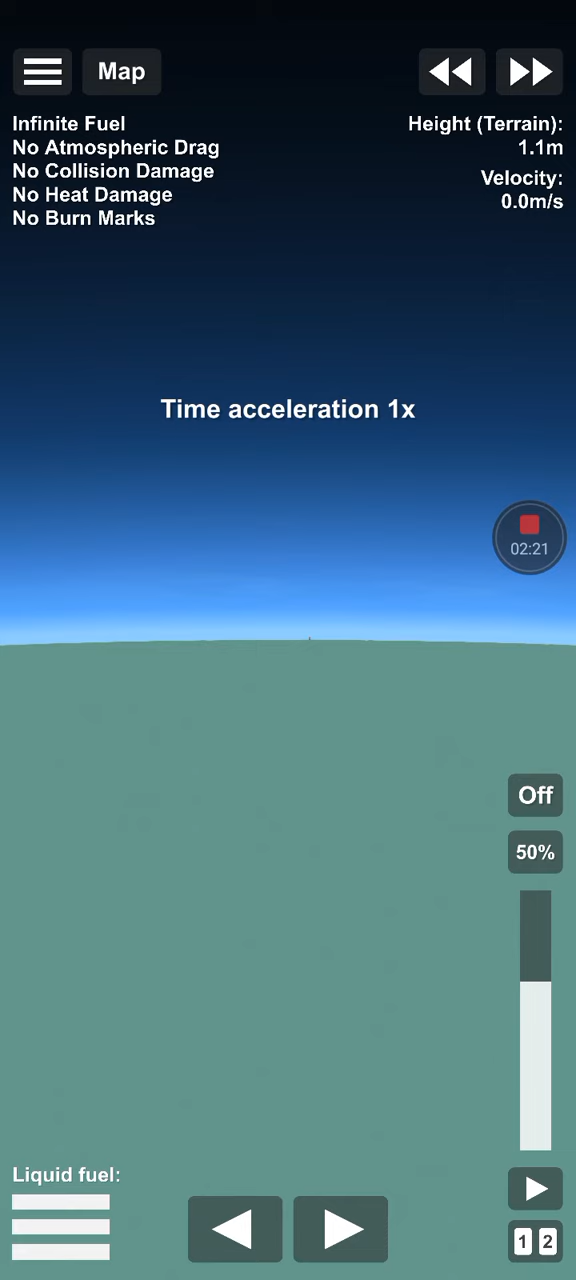 Map
Infinite Fuel
No Atmospheric Drag
No Collision Damage
No Heat Damage
No Burn Marks
Height (Terrain):
1.1m
Velocity:
0.0m/s
Time acceleration 1x
02:21
Off
50%
Liquid fuel:
1 2